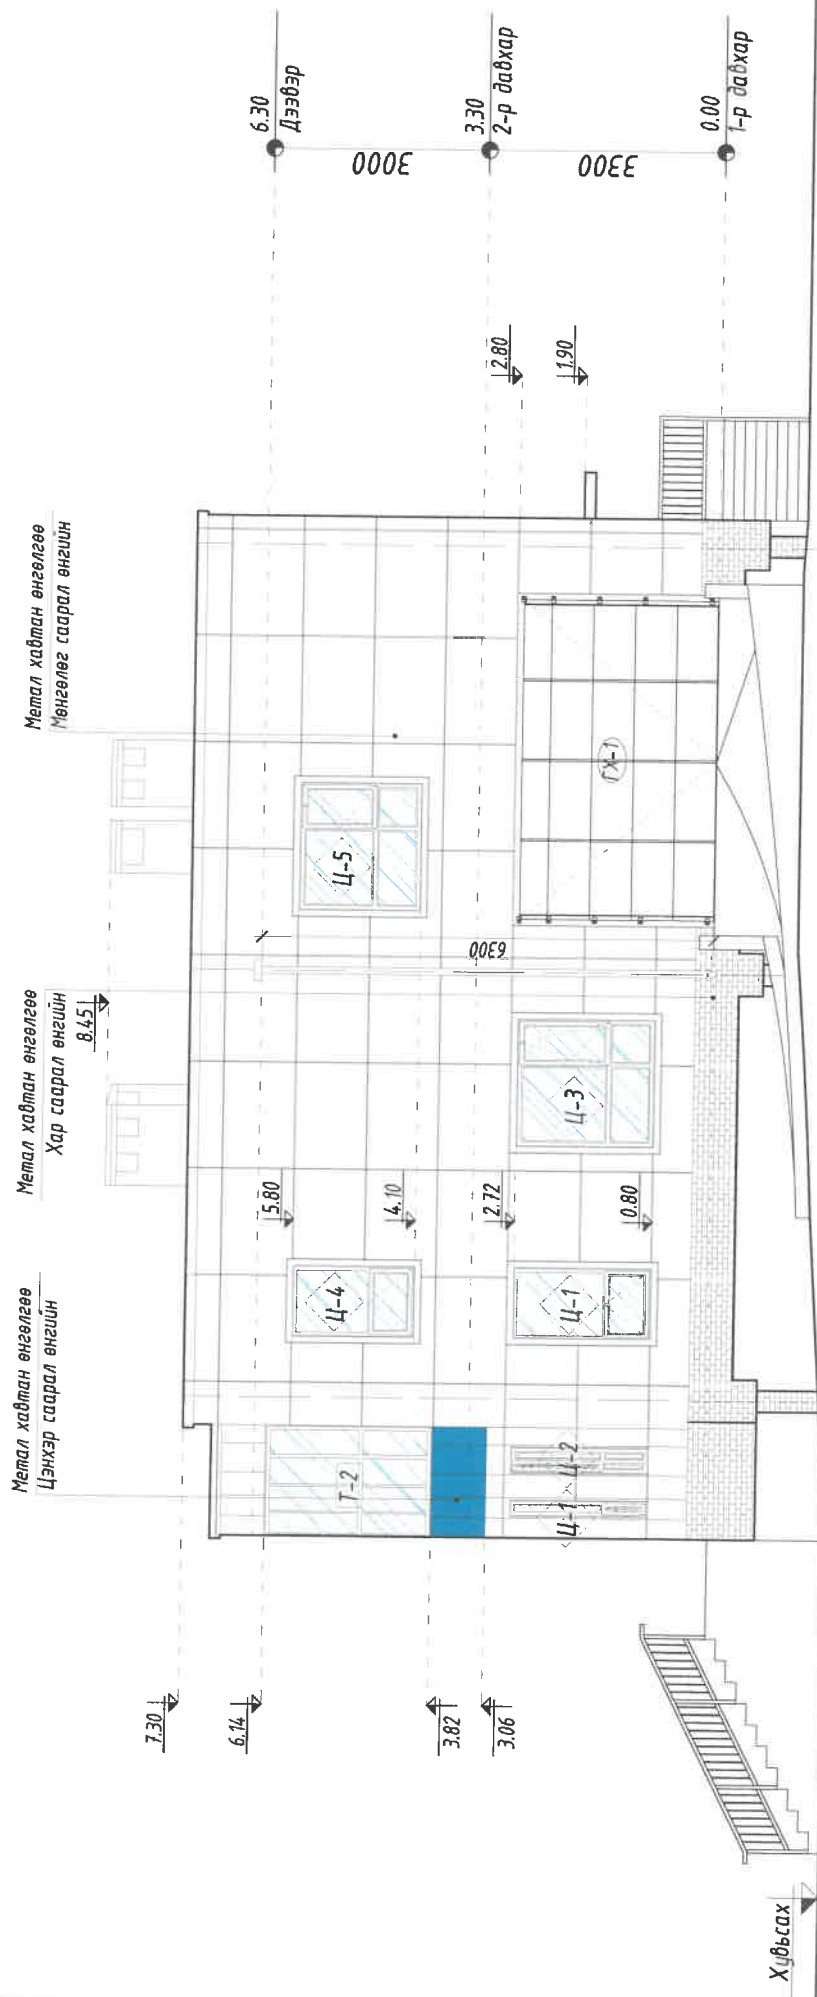 Метал хавтан өнгөлгөө
Цэнхэр саарал өнгийн
Метал хавтан өнгөлгөө
Хар саарал өнгийн
8.45
Метал хавтан өнгөлгөө
Мөнгөлөг саарал өнгийн
7.30
6.14
3.82
3.06
Хувьсах
Т-2
Ц-1
Ц-2
Ц-4
Ц-1
5.80
4.10
2.72
0.80
Ц-3
6300
Ц-5
ГХ-1
2.80
1.90
6.30
Дээвэр
3000
3.30
2-р давхар
3300
0.00
1-р давхар